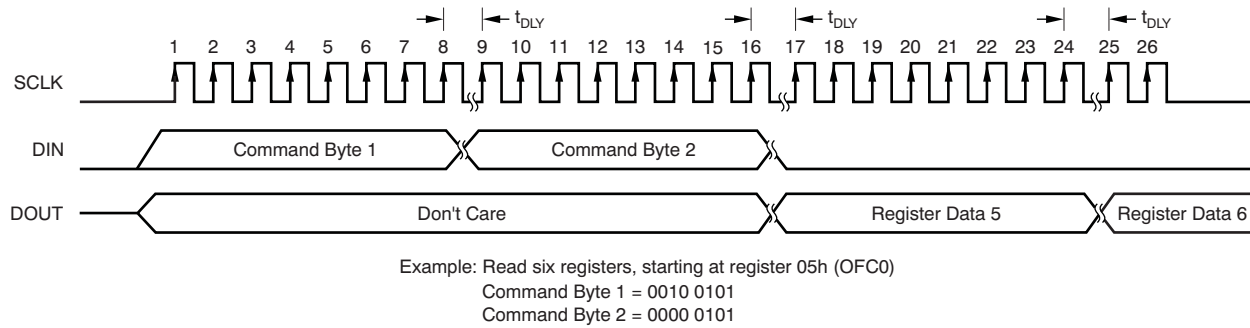 tDLY tDLY tDLY
1 2 3 4 5 6 7 8 9 10 11 12 13 14 15 16 17 18 19 20 21 22 23 24 25 26
SCLK
DIN Command Byte 1 Command Byte 2
DOUT Don't Care Register Data 5 Register Data 6
Example: Read six registers, starting at register 05h (OFC0)
Command Byte 1 = 0010 0101
Command Byte 2 = 0000 0101